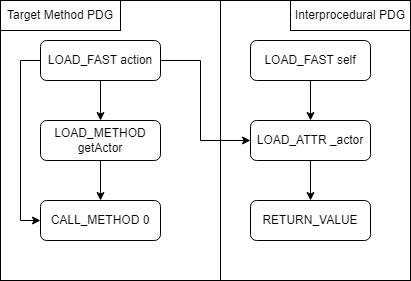 Target Method PDG
Interprocedural PDG
LOAD_FAST action
LOAD_FAST self
LOAD_METHOD
getActor
LOAD_ATTR _actor
CALL_METHOD 0
RETURN_VALUE